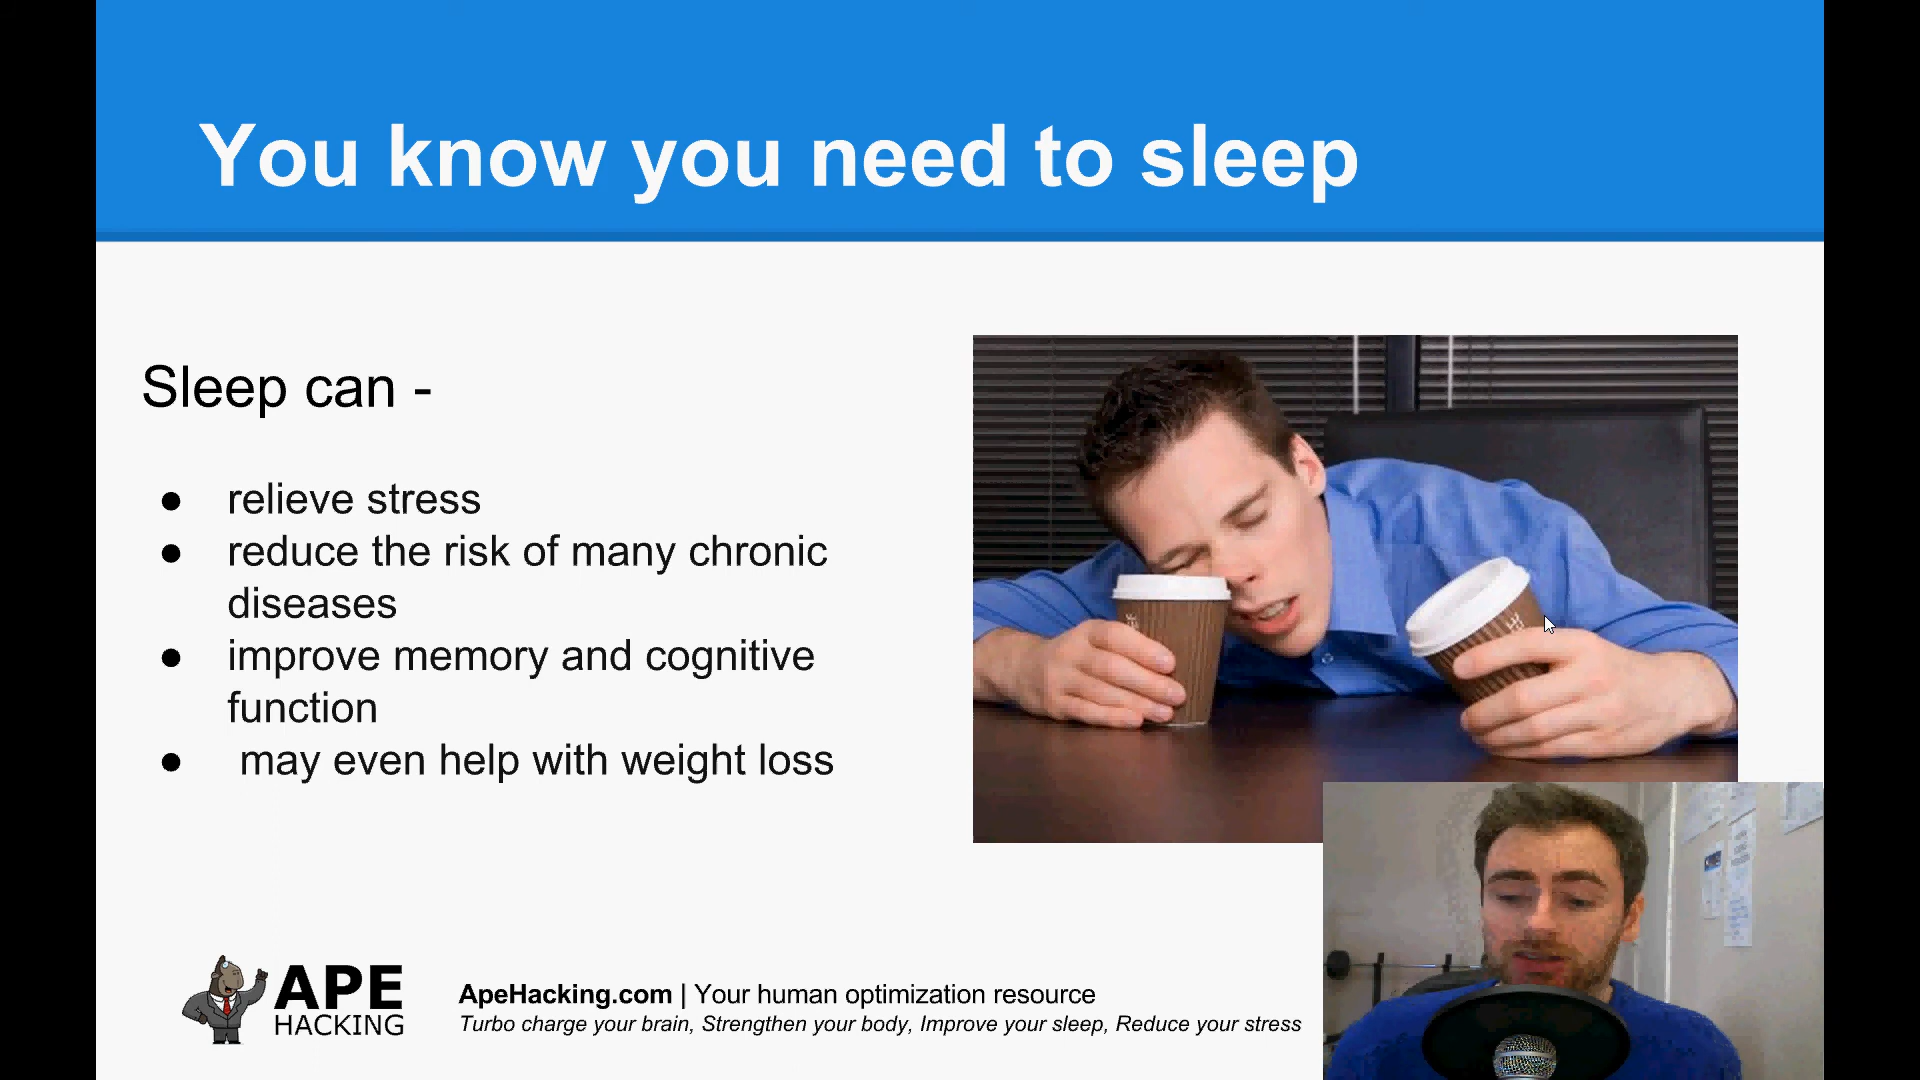 You know you need to sleep
Sleep can -
● relieve stress
● reduce the risk of many chronic
diseases
● improve memory and cognitive
function
● may even help with weight loss
APE
HACKING
ApeHacking.com | Your human optimization resource
Turbo charge your brain, Strengthen your body, Improve your sleep, Reduce your stress